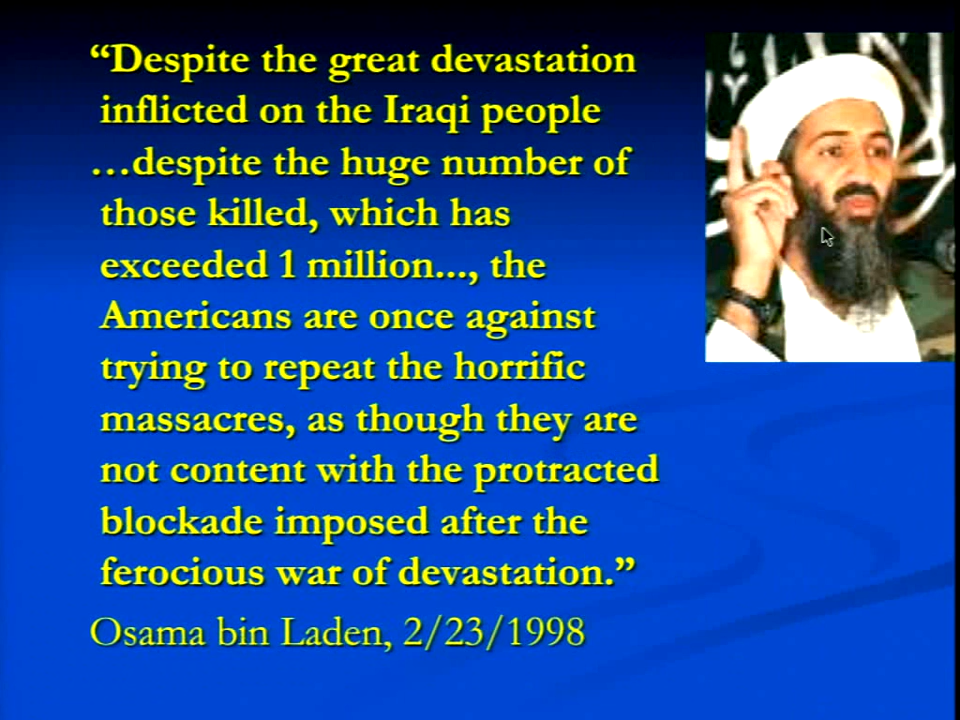 “Despite the great devastation
inflicted on the Iraqi people
…despite the huge number of
those killed, which has
exceeded 1 million..., the
Americans are once against
trying to repeat the horrific
massacres, as though they are
not content with the protracted
blockade imposed after the
ferocious war of devastation.”
Osama bin Laden, 2/23/1998